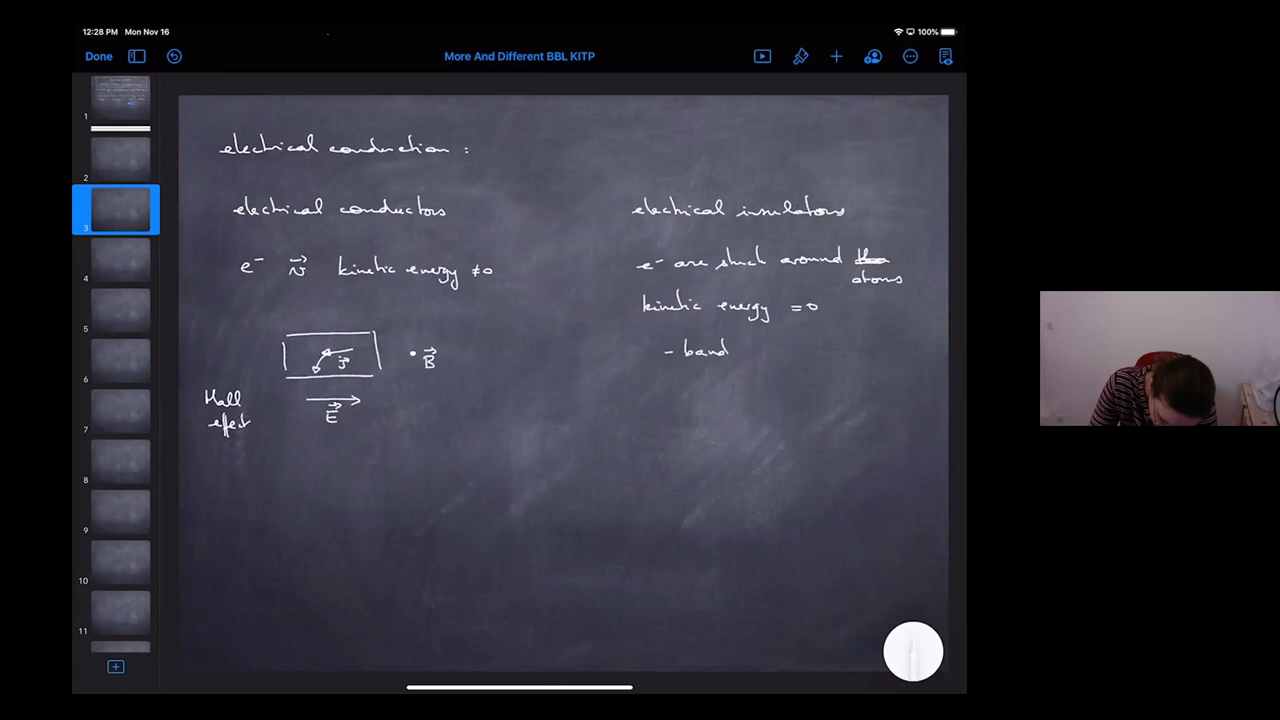 12:28 PM Mon Nov 16
100%
Done
More And Different BBL KITP
1
2
3
4
5
6
7
8
9
10
11
electrical conduction :
electrical conductors
e⁻ v⃗ kinetic energy ≠0
j⃗
B⃗
Hall
effect
E⃗
electrical insulators
e⁻ are stuck around
atoms
kinetic energy =0
- band